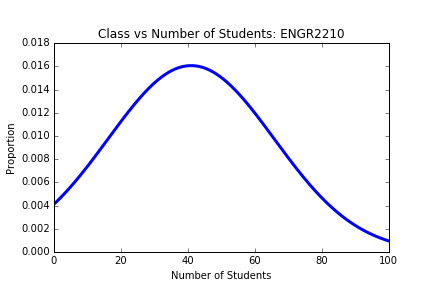 Class vs Number of Students: ENGR2210
0.018
0.016
0.014
0.012
0.010
0.008
0.006
0.004
0.002
0.000
Proportion
0 20 40 60 80 100
Number of Students